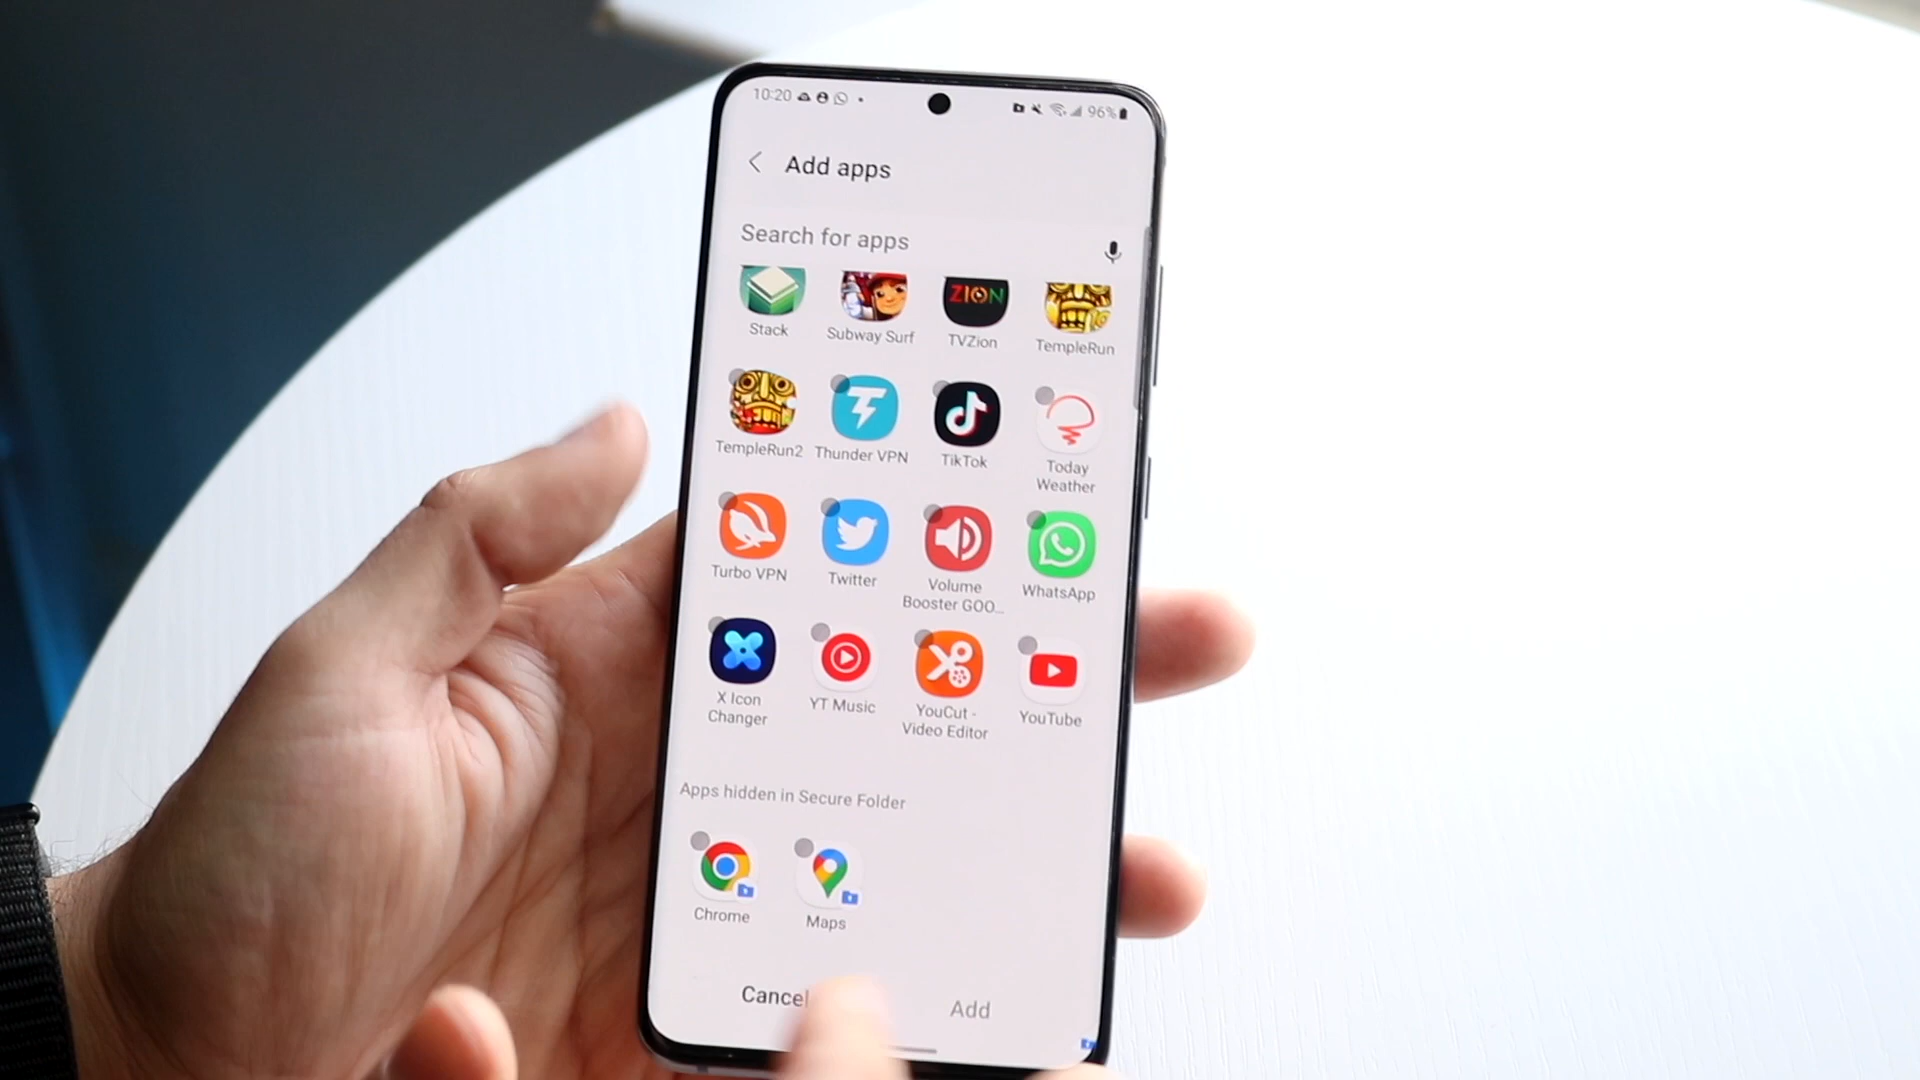 10:20
96%
Add apps
Search for apps
ZION
Stack
Subway Surf
TVZion
TempleRun
TempleRun2
Thunder VPN
TikTok
Today
Weather
Turbo VPN
Twitter
Volume
Booster GOO...
WhatsApp
X Icon
Changer
YT Music
YouCut -
Video Editor
YouTube
Apps hidden in Secure Folder
Chrome
Maps
Cancel
Add